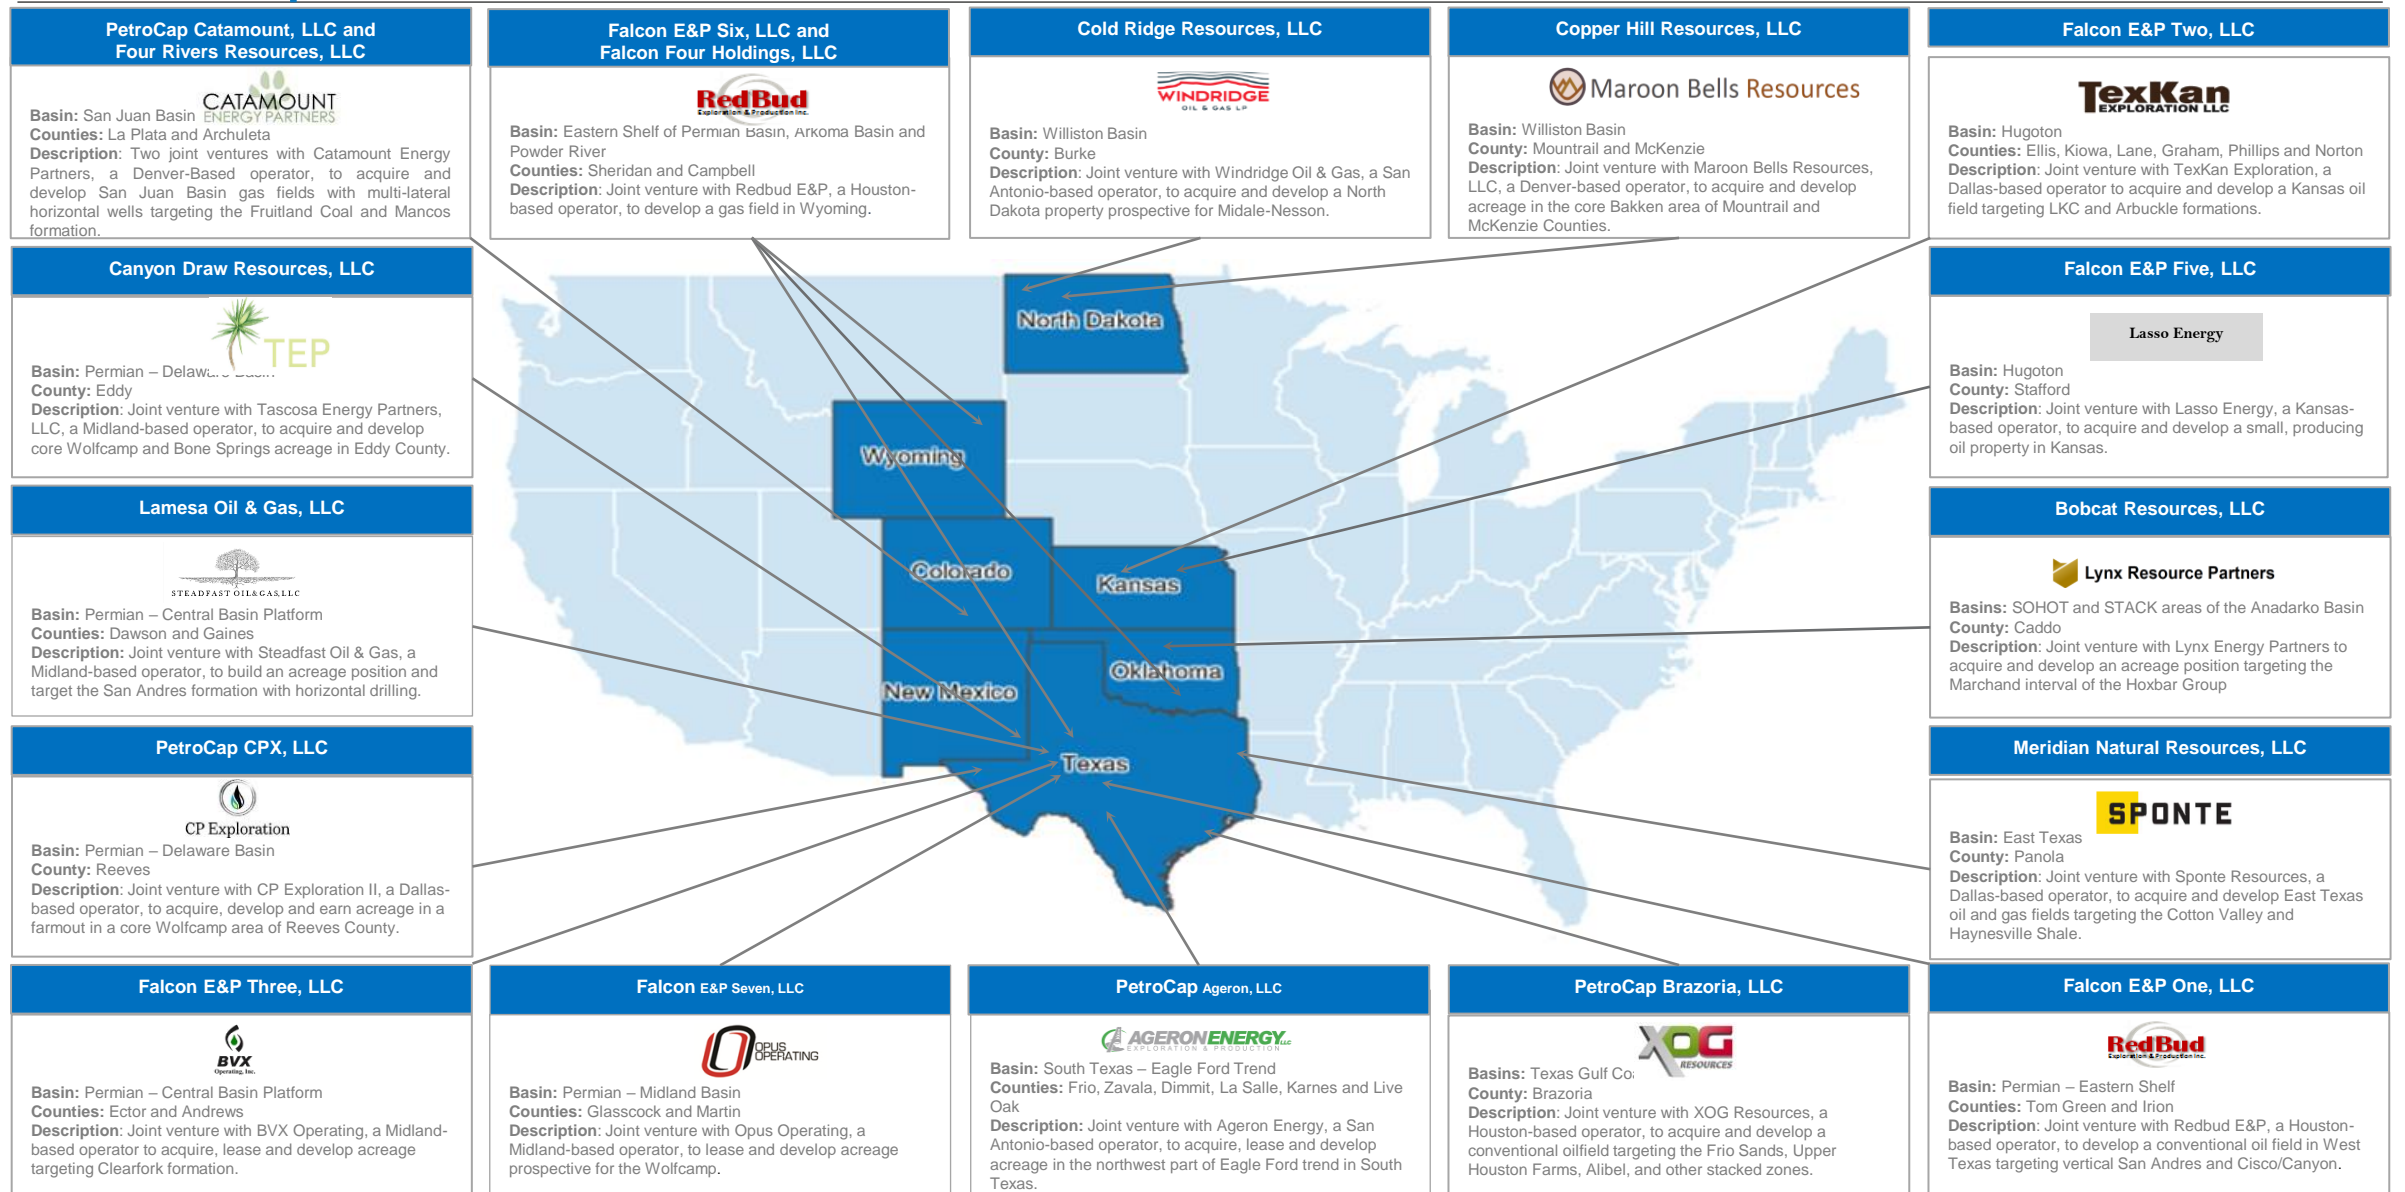 PetroCap Catamount, LLC and
Four Rivers Resources, LLC
CATAMOUNT
ENERGY PARTNERS
Basin: San Juan Basin
Counties: La Plata and Archuleta
Description: Two joint ventures with Catamount Energy
Partners, a Denver-Based operator, to acquire and
develop San Juan Basin gas fields with multi-lateral
horizontal wells targeting the Fruitland Coal and Mancos
formation.
Falcon E&P Six, LLC and
Falcon Four Holdings, LLC
RedBud
Exploration & Production Inc.
Basin: Eastern Shelf of Permian Basin, Arkoma Basin and
Powder River
Counties: Sheridan and Campbell
Description: Joint venture with Redbud E&P, a Houston-
based operator, to develop a gas field in Wyoming.
Cold Ridge Resources, LLC
WINDRIDGE
OIL & GAS LP
Basin: Williston Basin
County: Burke
Description: Joint venture with Windridge Oil & Gas, a San
Antonio-based operator, to acquire and develop a North
Dakota property prospective for Midale-Nesson.
Copper Hill Resources, LLC
Maroon Bells Resources
Basin: Williston Basin
County: Mountrail and McKenzie
Description: Joint venture with Maroon Bells Resources,
LLC, a Denver-based operator, to acquire and develop
acreage in the core Bakken area of Mountrail and
McKenzie Counties.
Falcon E&P Two, LLC
TexKan
EXPLORATION LLC
Basin: Hugoton
Counties: Ellis, Kiowa, Lane, Graham, Phillips and Norton
Description: Joint venture with TexKan Exploration, a
Dallas-based operator to acquire and develop a Kansas oil
field targeting LKC and Arbuckle formations.
Canyon Draw Resources, LLC
TEP
Basin: Permian – Delaware Basin
County: Eddy
Description: Joint venture with Tascosa Energy Partners,
LLC, a Midland-based operator, to acquire and develop
core Wolfcamp and Bone Springs acreage in Eddy County.
Falcon E&P Five, LLC
Lasso Energy
Basin: Hugoton
County: Stafford
Description: Joint venture with Lasso Energy, a Kansas-
based operator, to acquire and develop a small, producing
oil property in Kansas.
North Dakota
Wyoming
Colorado
Kansas
Oklahoma
New Mexico
Texas
Lamesa Oil & Gas, LLC
STEADFAST OIL & GAS, LLC
Basin: Permian – Central Basin Platform
Counties: Dawson and Gaines
Description: Joint venture with Steadfast Oil & Gas, a
Midland-based operator, to build an acreage position and
target the San Andres formation with horizontal drilling.
Bobcat Resources, LLC
Lynx Resource Partners
Basins: SOHOT and STACK areas of the Anadarko Basin
County: Caddo
Description: Joint venture with Lynx Energy Partners to
acquire and develop an acreage position targeting the
Marchand interval of the Hoxbar Group
PetroCap CPX, LLC
CP Exploration
Basin: Permian – Delaware Basin
County: Reeves
Description: Joint venture with CP Exploration II, a Dallas-
based operator, to acquire, develop and earn acreage in a
farmout in a core Wolfcamp area of Reeves County.
Meridian Natural Resources, LLC
SPONTE
Basin: East Texas
County: Panola
Description: Joint venture with Sponte Resources, a
Dallas-based operator, to acquire and develop East Texas
oil and gas fields targeting the Cotton Valley and
Haynesville Shale.
Falcon E&P Three, LLC
BVX
Operating, Inc.
Basin: Permian – Central Basin Platform
Counties: Ector and Andrews
Description: Joint venture with BVX Operating, a Midland-
based operator to acquire, lease and develop acreage
targeting Clearfork formation.
Falcon E&P Seven, LLC
OPUS
OPERATING
Basin: Permian – Midland Basin
Counties: Glasscock and Martin
Description: Joint venture with Opus Operating, a
Midland-based operator, to lease and develop acreage
prospective for the Wolfcamp.
PetroCap Ageron, LLC
AGERON ENERGY LLC
EXPLORATION & PRODUCTION
Basin: South Texas – Eagle Ford Trend
Counties: Frio, Zavala, Dimmit, La Salle, Karnes and Live
Oak
Description: Joint venture with Ageron Energy, a San
Antonio-based operator, to acquire, lease and develop
acreage in the northwest part of Eagle Ford trend in South
Texas.
PetroCap Brazoria, LLC
XOG
RESOURCES
Basins: Texas Gulf Co
County: Brazoria
Description: Joint venture with XOG Resources, a
Houston-based operator, to acquire and develop a
conventional oilfield targeting the Frio Sands, Upper
Houston Farms, Alibel, and other stacked zones.
Falcon E&P One, LLC
RedBud
Exploration & Production Inc.
Basin: Permian – Eastern Shelf
Counties: Tom Green and Irion
Description: Joint venture with Redbud E&P, a Houston-
based operator, to develop a conventional oil field in West
Texas targeting vertical San Andres and Cisco/Canyon.